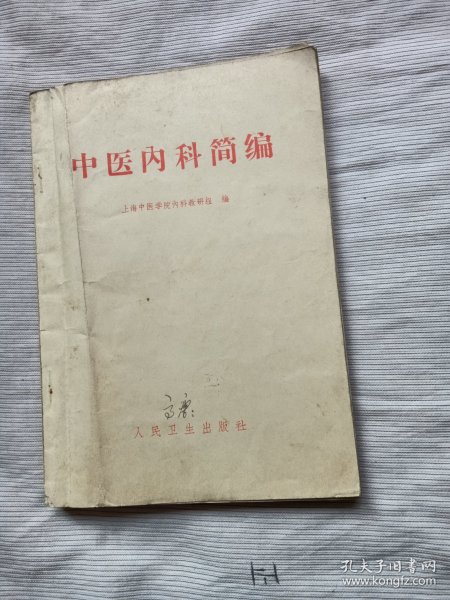 中医内科简编
上海中医学院内科教研组 编
人民卫生出版社
孔夫子旧书网
www.kongfz.com